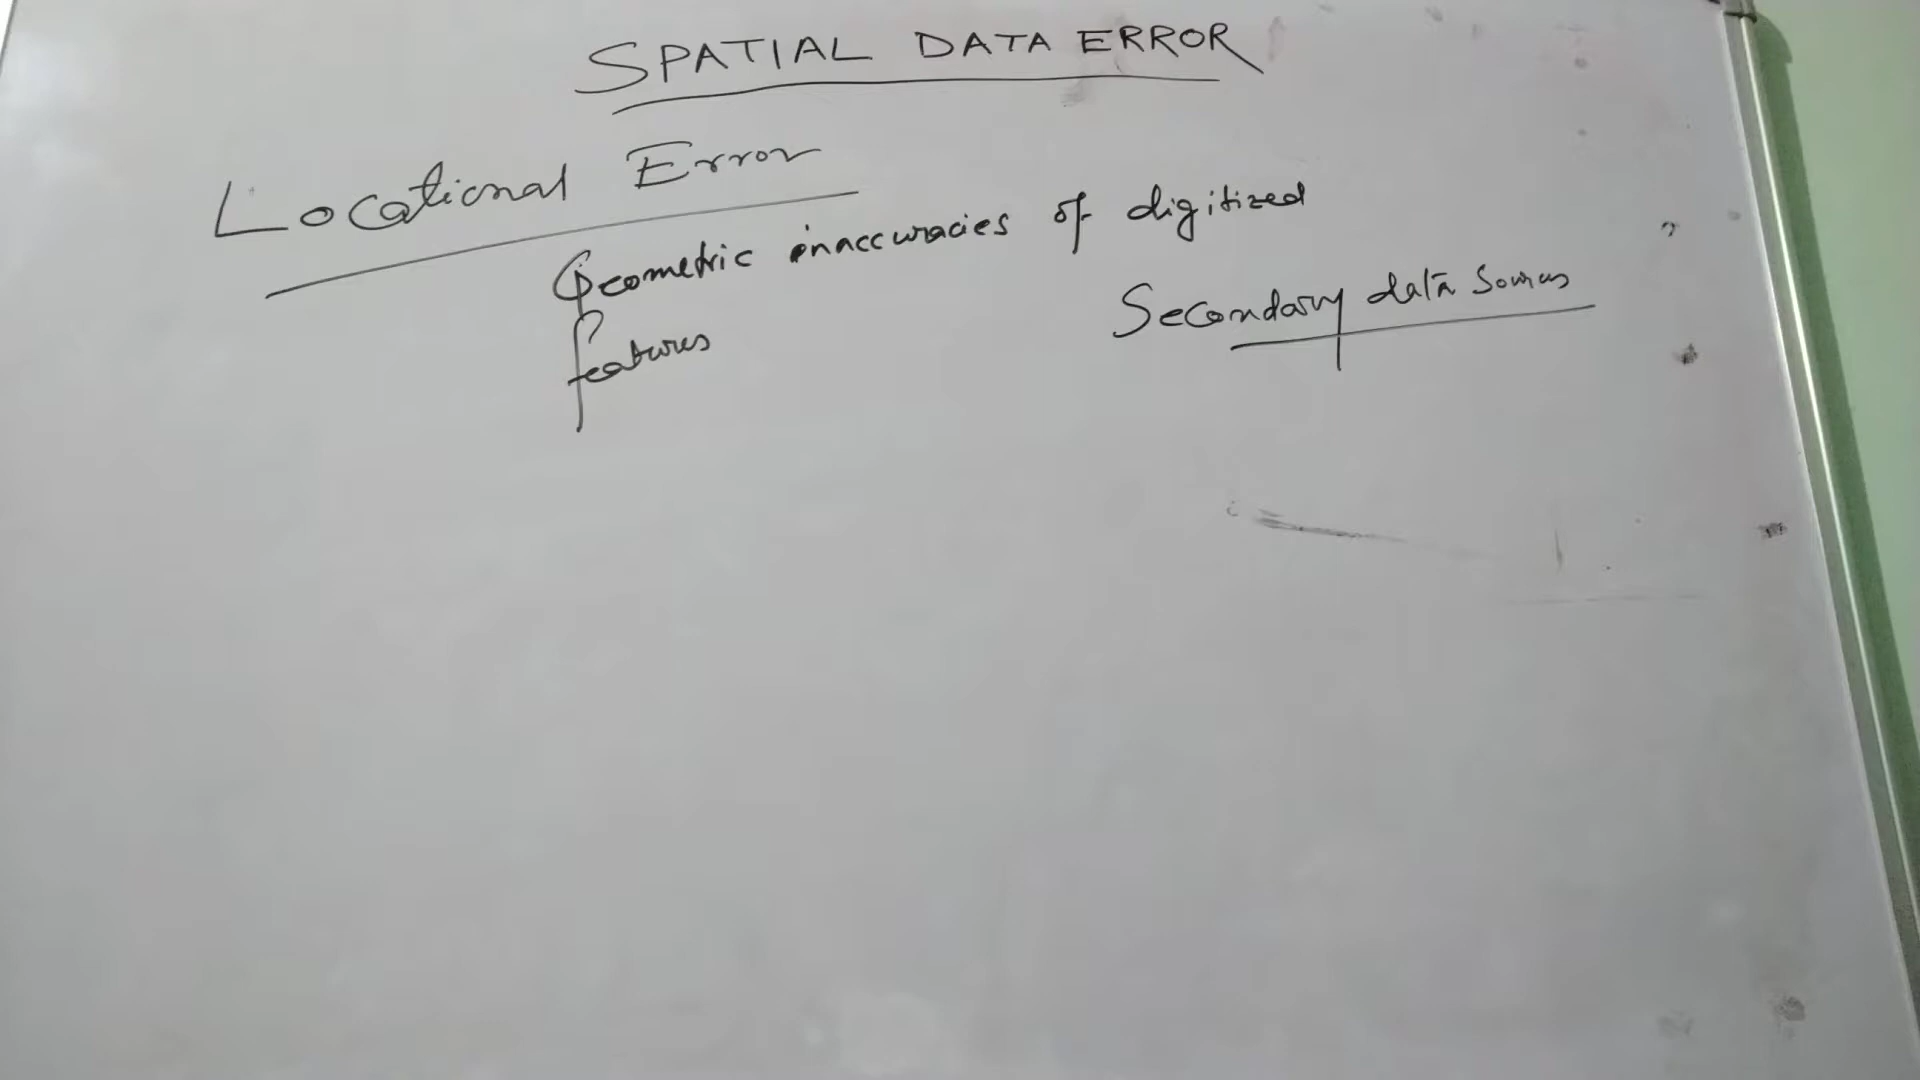 SPATIAL DATA ERROR
Locational Error
Geometric inaccuracies of digitized
features
Secondary data Sources